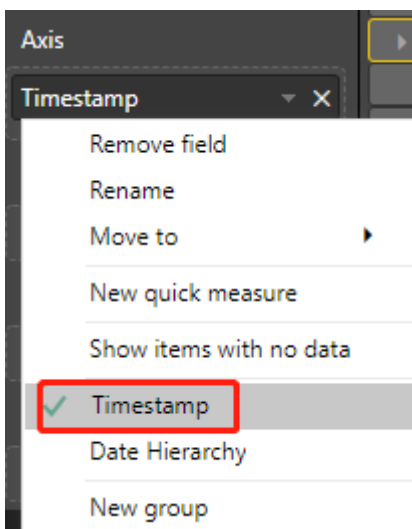 Axis
Timestamp
Remove field
Rename
Move to
New quick measure
Show items with no data
Timestamp
Date Hierarchy
New group